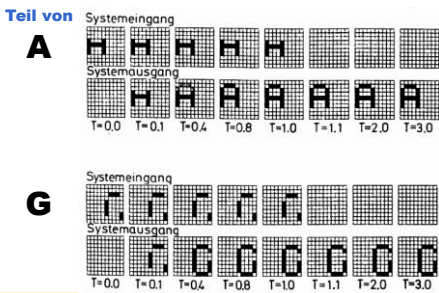 Teil von
Systemeingang
A
Systemausgang
T=0,0 T=0.1 T=0.4 T=0.8 T=1.0 T=1.1 T=2.0 T=3.0
Systemeingang
G
Systemausgang
T=0.0 T=0.1 T=0.4 T=0.8 T=1.0 T=1.1 T=2.0 T=3.0